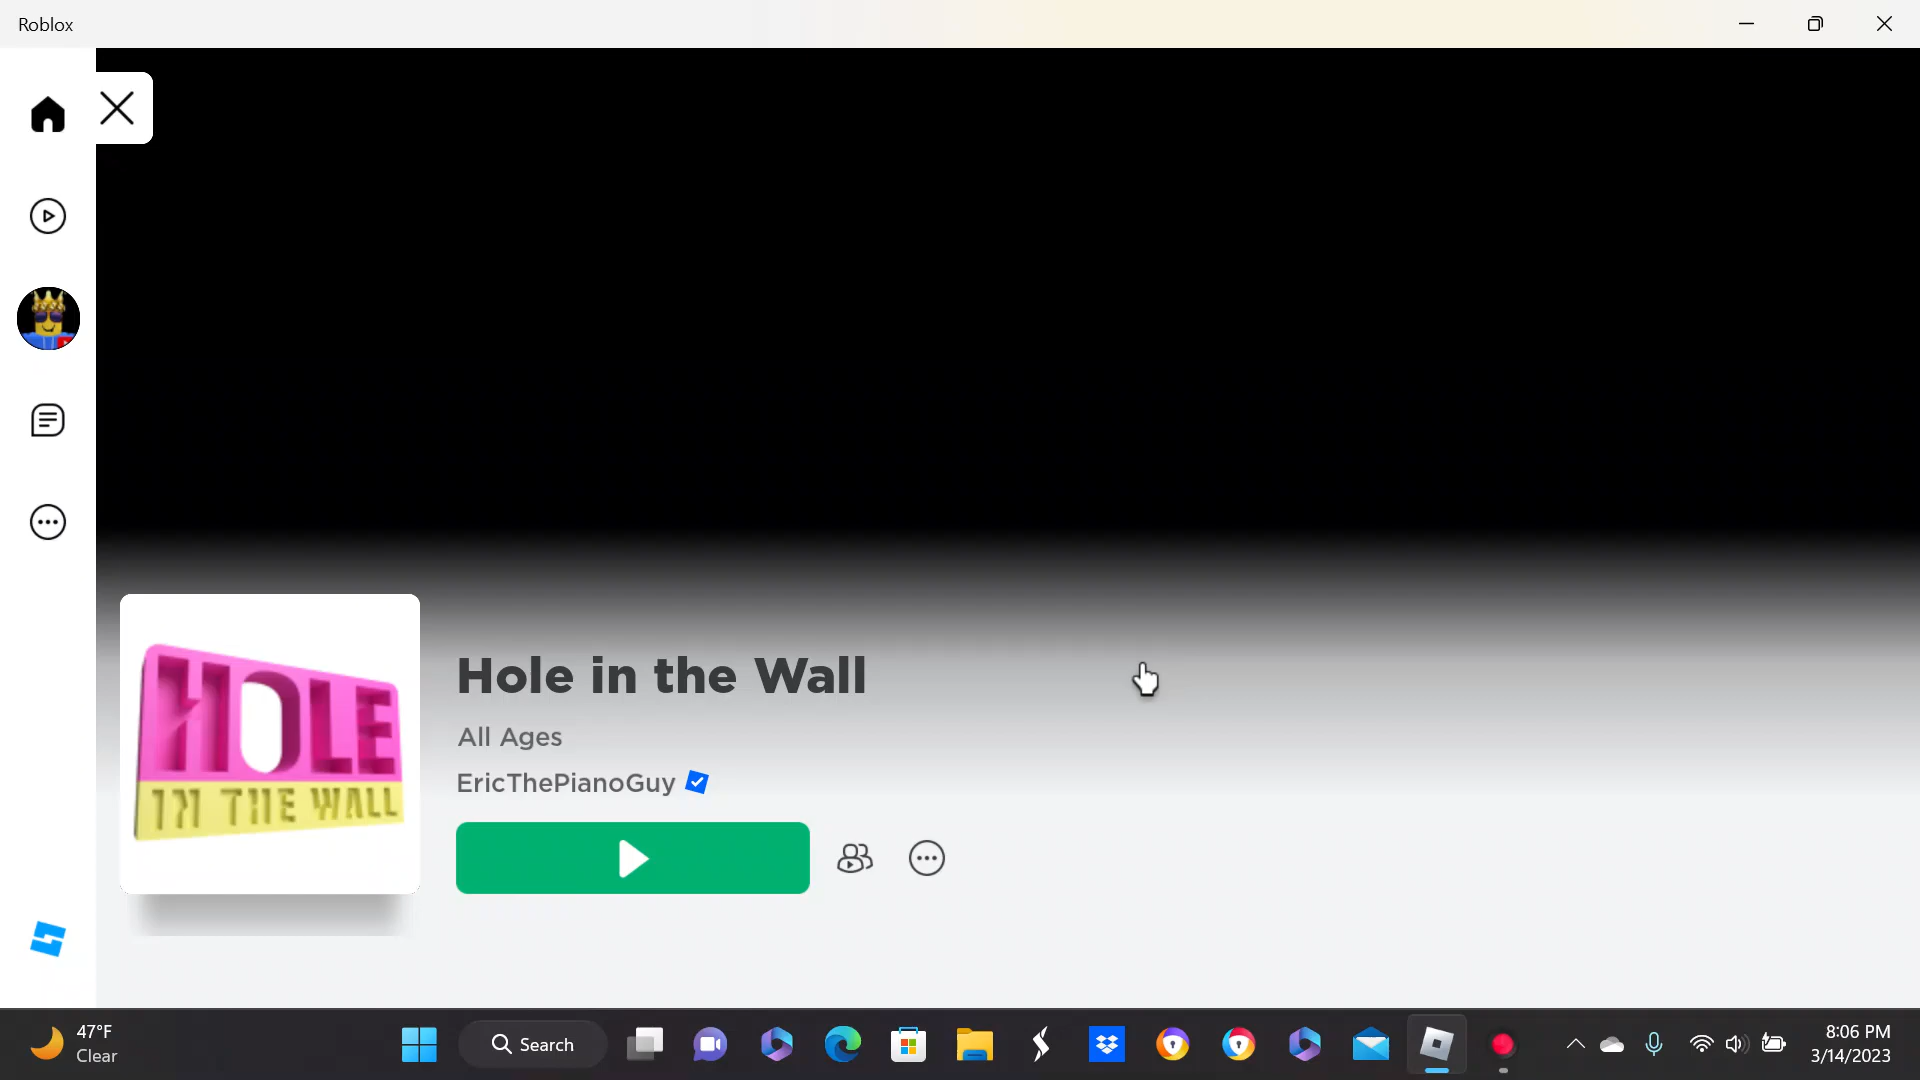 Roblox
HOLE
IN THE WALL
Hole in the Wall
All Ages
EricThePianoGuy
47°F
Clear
Search
8:06 PM
3/14/2023